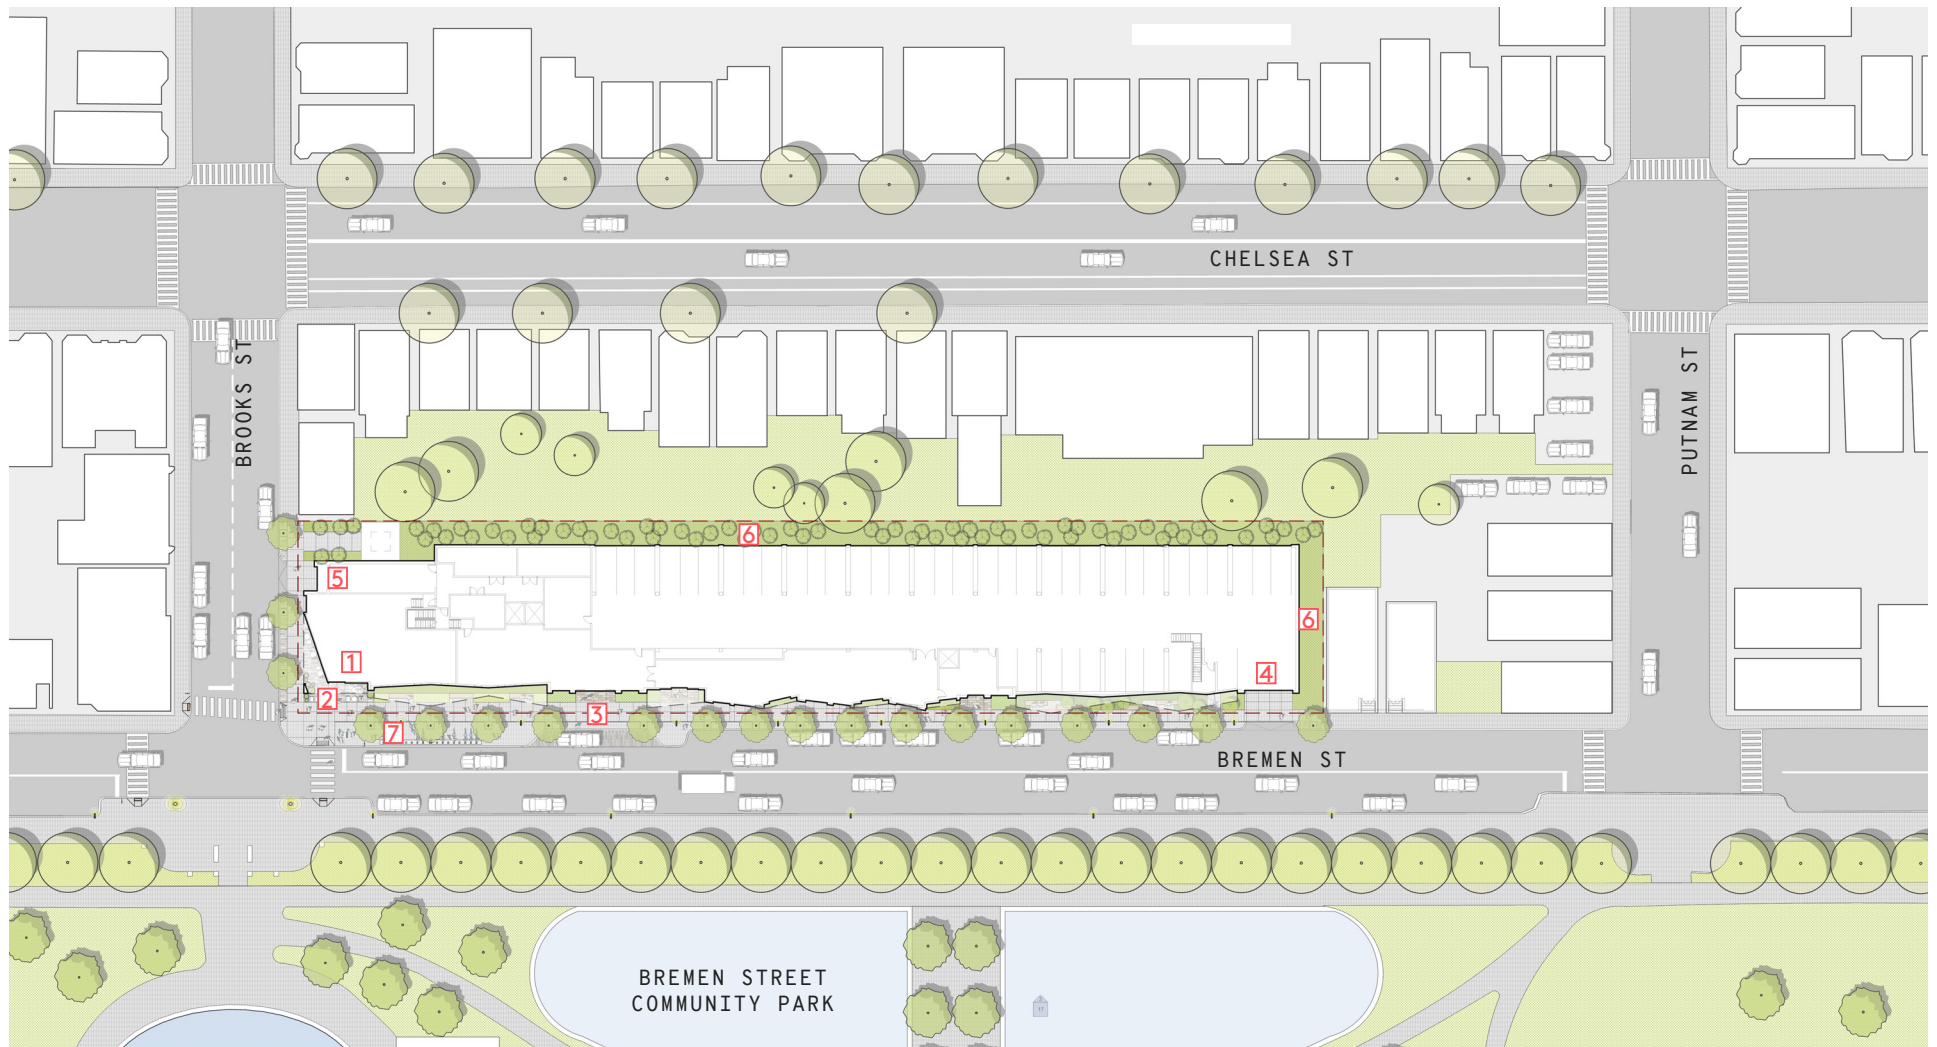 CHELSEA ST
BROOKS ST
PUTNAM ST
6
5
6
1
4
2
3
7
BREMEN ST
BREMEN STREET
COMMUNITY PARK